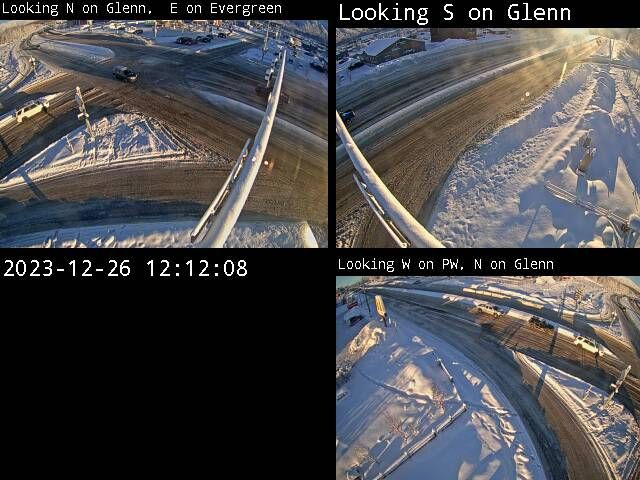 Looking N on Glenn, E on Evergreen
Looking S on Glenn
2023-12-26 12:12:08
Looking W on PW, N on Glenn